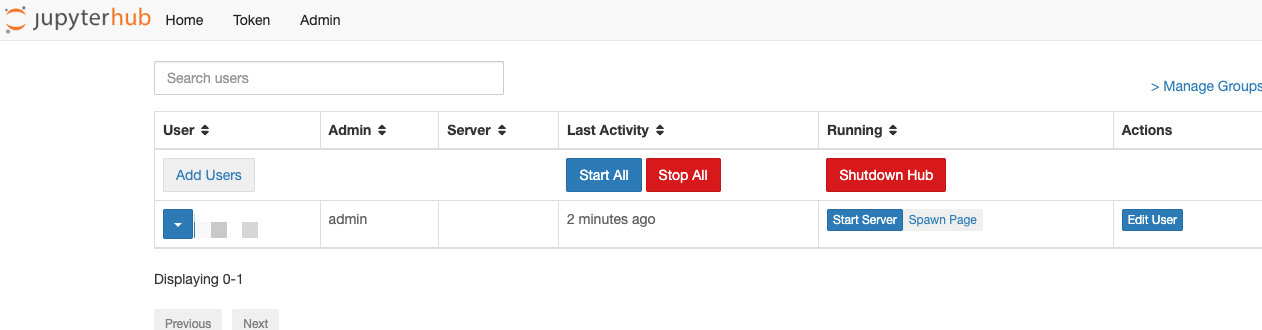 jupyterhub Home Token Admin
Search users
> Manage Groups
User Admin Server Last Activity Running Actions
Add Users Start All Stop All Shutdown Hub
admin 2 minutes ago Start Server Spawn Page Edit User
Displaying 0-1
Previous Next